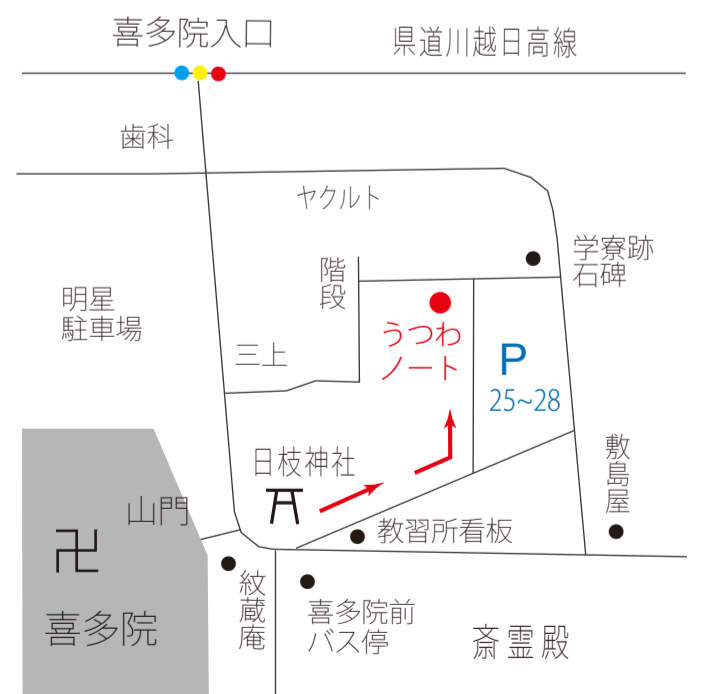 喜多院入口
県道川越日高線
歯科
ヤクルト
学寮跡
石碑
階段
明星
駐車場
うつわ
ノート
三上
P
25~28
日枝神社
敷島屋
山門
卍
教習所看板
喜多院
紋蔵庵
喜多院前
バス停
斎霊殿